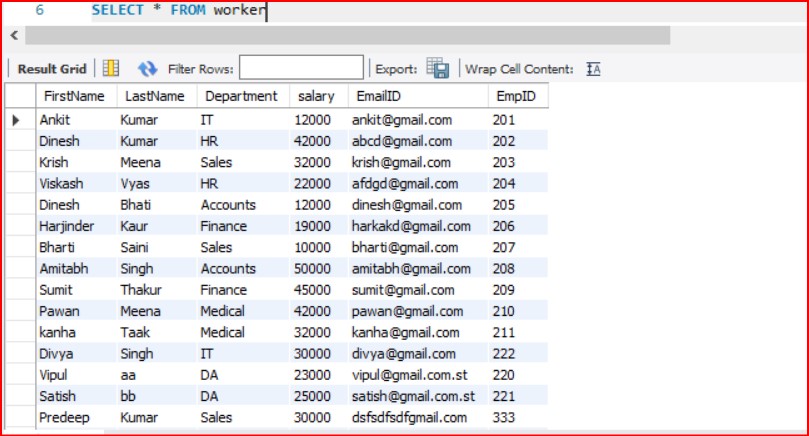 6 SELECT * FROM worker
Result Grid Filter Rows: Export: Wrap Cell Content: IA
FirstName LastName Department salary EmailID EmpID
Ankit Kumar IT 12000 ankit@gmail.com 201
Dinesh Kumar HR 42000 abcd@gmail.com 202
Krish Meena Sales 32000 krish@gmail.com 203
Viskash Vyas HR 22000 afdgd@gmail.com 204
Dinesh Bhati Accounts 12000 dinesh@gmail.com 205
Harjinder Kaur Finance 19000 harkakd@gmail.com 206
Bharti Saini Sales 10000 bharti@gmail.com 207
Amitabh Singh Accounts 50000 amitabh@gmail.com 208
Sumit Thakur Finance 45000 sumit@gmail.com 209
Pawan Meena Medical 42000 pawan@gmail.com 210
kanha Taak Medical 32000 kanha@gmail.com 211
Divya Singh IT 30000 divya@gmail.com 222
Vipul aa DA 23000 vipul@gmail.com.st 220
Satish bb DA 25000 satish@gmail.com.st 221
Predeep Kumar Sales 30000 dsfsdfsdfgmail.com 333